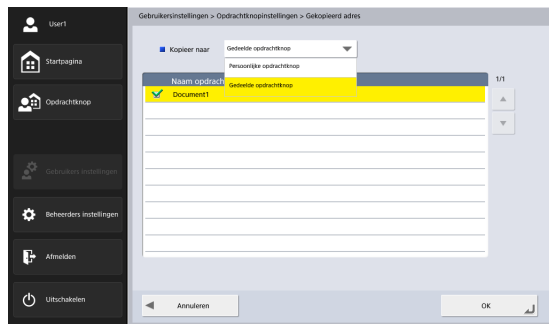 User1
Startpagina
Opdrachtknop
Gebruikers instellingen
Beheerders instellingen
Afmelden
Uitschakelen
Gebruikersinstellingen > Opdrachtknopinstellingen > Gekopieerd adres
Kopieer naar
Gedeelde opdrachtknop
Persoonlijke opdrachtknop
Gedeelde opdrachtknop
Naam opdrach
1/1
Document1
Annuleren
OK